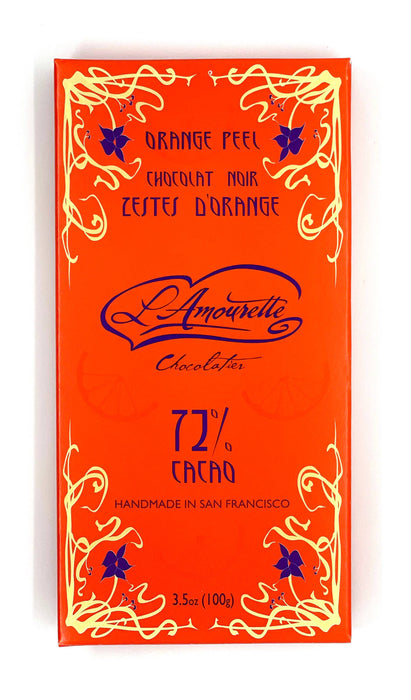 ORANGE PEEL
CHOCOLAT NOIR
ZESTES D'ORANGE
L'Amourette
Chocolatier
72%
CACAO
HANDMADE IN SAN FRANCISCO
3.5oz (100g)